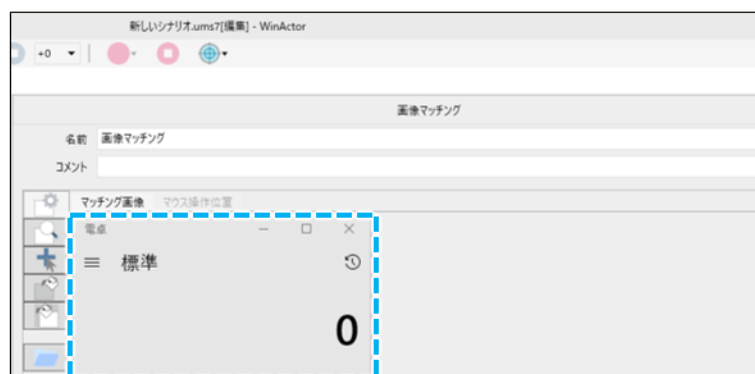 新しいシナリオ.ums7[編集] - WinActor
+0
画像マッチング
名前 画像マッチング
コメント
マッチング画像 マウス操作位置
電卓
標準
0